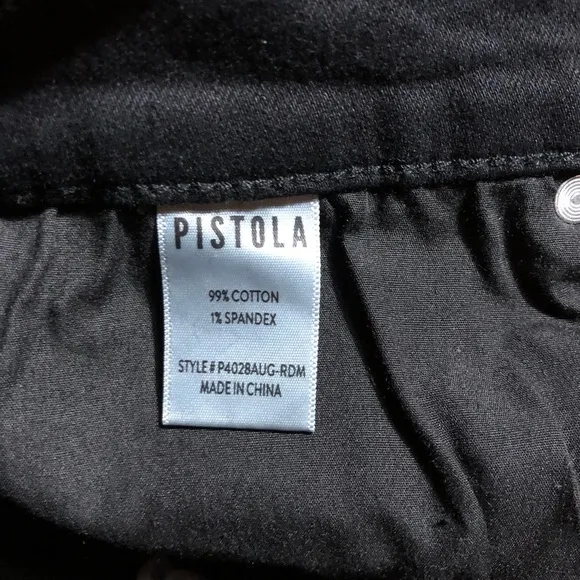 PISTOLA
99% COTTON
1% SPANDEX
STYLE # P4028AUG-RDM
MADE IN CHINA